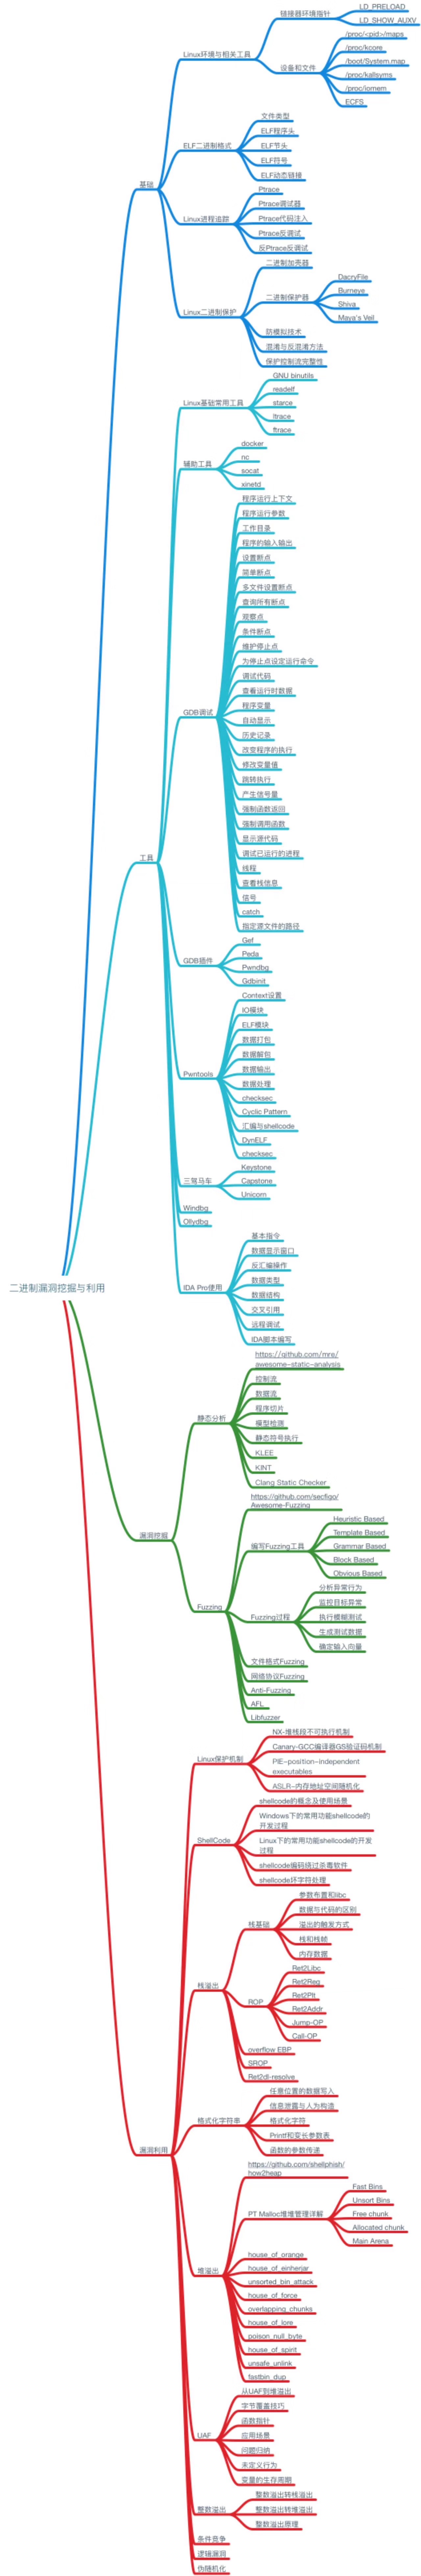 LD_PRELOAD
链接器环境指针
LD_SHOW_AUXV
/proc/<pid>/maps
/proc/kcore
Linux环境与相关工具
/boot/System.map
设备和文件
/proc/kallsyms
/proc/iomem
ECFS
文件类型
ELF程序头
ELF二进制格式
ELF节头
ELF符号
ELF动态链接
基础
Ptrace
Ptrace调试器
Linux进程追踪
Ptrace代码注入
Ptrace反调试
反Ptrace反调试
二进制加壳器
DacryFile
二进制保护器
Burneye
Shiva
Linux二进制保护
Maya's Veil
防模拟技术
混淆与反混淆方法
保护控制流完整性
GNU binutils
readelf
Linux基础常用工具
starce
ltrace
ftrace
docker
nc
辅助工具
socat
xinetd
程序运行上下文
程序运行参数
工作目录
程序的输入输出
设置断点
简单断点
多文件设置断点
查询所有断点
观察点
条件断点
维护停止点
为停止点设定运行命令
调试代码
查看运行时数据
程序变量
GDB调试
自动显示
历史记录
改变程序的执行
修改变量值
跳转执行
产生信号量
强制函数返回
强制调用函数
显示源代码
调试已运行的进程
工具
线程
查看栈信息
信号
catch
指定源文件的路径
Gef
Peda
GDB插件
Pwndbg
Gdbinit
Context设置
IO模块
ELF模块
数据打包
数据解包
数据输出
Pwntools
数据处理
checksec
Cyclic Pattern
汇编与shellcode
DynELF
checksec
Keystone
三驾马车
Capstone
Unicorn
Windbg
Ollydbg
基本指令
数据显示窗口
反汇编操作
数据类型
IDA Pro使用
数据结构
交叉引用
远程调试
IDA脚本编写
二进制漏洞挖掘与利用
https://github.com/mre/
awesome-static-analysis
控制流
数据流
程序切片
静态分析
模型检测
静态符号执行
KLEE
KINT
Clang Static Checker
漏洞挖掘
https://github.com/secfigo/
Awesome-Fuzzing
Heuristic Based
Template Based
编写Fuzzing工具
Grammar Based
Block Based
Obvious Based
分析异常行为
Fuzzing
监控目标异常
Fuzzing过程
执行模糊测试
生成测试数据
确定输入向量
文件格式Fuzzing
网络协议Fuzzing
Anti-Fuzzing
AFL
Libfuzzer
NX-堆栈段不可执行机制
Canary-GCC编译器GS验证码机制
Linux保护机制
PIE-position-independent
executables
ASLR-内存地址空间随机化
shellcode的概念及使用场景
Windows下的常用功能shellcode的
开发过程
ShellCode
Linux下的常用功能shellcode的开发
过程
shellcode编码绕过杀毒软件
shellcode环字符处理
参数布置和libc
数据与代码的区别
栈基础
溢出的触发方式
栈和栈帧
内存数据
栈溢出
Ret2Libc
Ret2Reg
Ret2Plt
ROP
Ret2Addr
Jump-OP
Call-OP
overflow EBP
SROP
Ret2dl-resolve
任意位置的数据写入
信息泄露与人为构造
格式化字符串
格式化字符
Printf和变长参数表
函数的参数传递
漏洞利用
https://github.com/shellphish/
how2heap
Fast Bins
Unsort Bins
PT Malloc堆堆管理详解
Free chunk
Allocated chunk
Main Arena
house_of_orange
堆溢出
house_of_einherjar
unsorted_bin_attack
house_of_force
overlapping_chunks
house_of_lore
poison_null_byte
house_of_spirit
unsafe_unlink
fastbin_dup
从UAF到堆溢出
字节覆盖技巧
函数指针
UAF
应用场景
问题归纳
未定义行为
变量的生存周期
整数溢出转栈溢出
整数溢出
整数溢出转堆溢出
整数溢出原理
条件竞争
逻辑漏洞
伪随机化